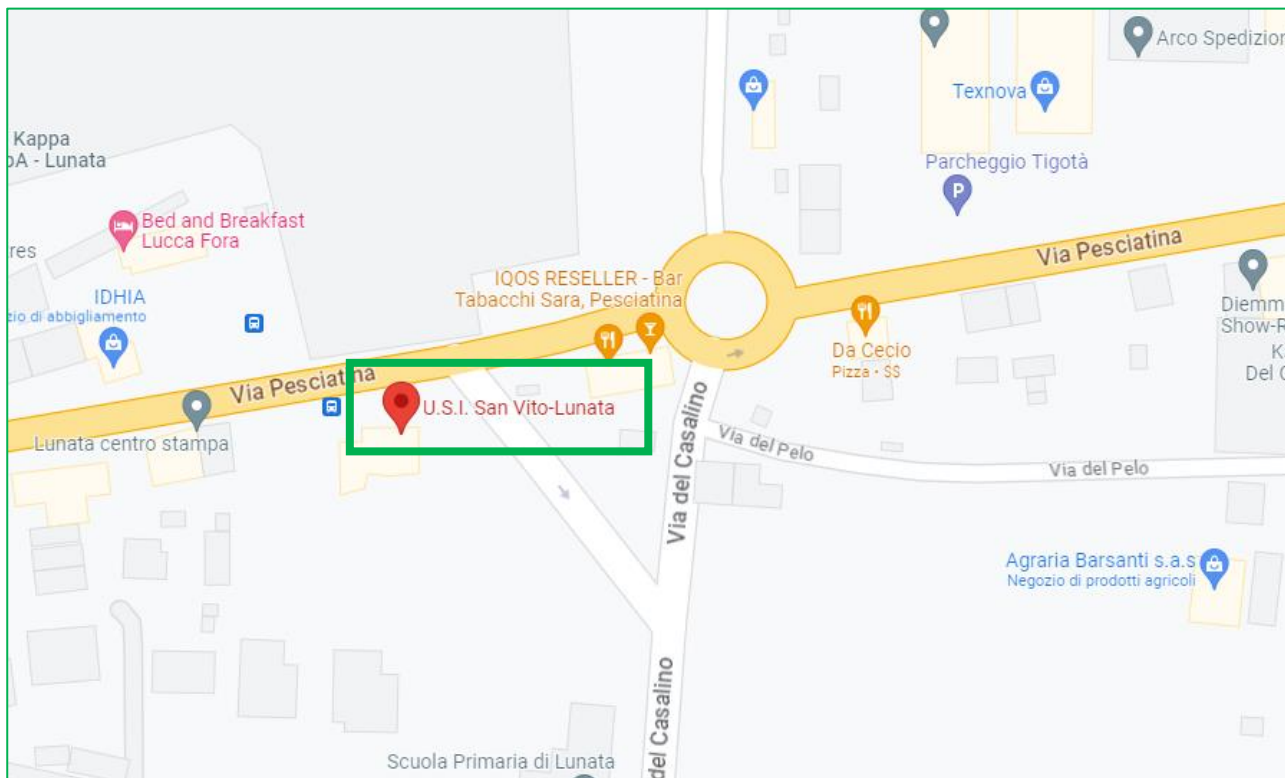 Arco Spedizion
Texnova
Kappa
oA - Lunata
Parcheggio Tigotà
P
Bed and Breakfast
Lucca Fora
res
Via Pesciatina
IQOS RESELLER - Bar
Tabacchi Sara, Pesciatina
IDHIA
zio di abbigliamento
Diemm
Show-R
K
Del C
Da Cecio
Pizza • $$
Via Pesciatina
U.S.I. San Vito-Lunata
Lunata centro stampa
Via del Casalino
Via del Pelo
Via del Pelo
Agraria Barsanti s.a.s
Negozio di prodotti agricoli
del Casalino
Scuola Primaria di Lunata